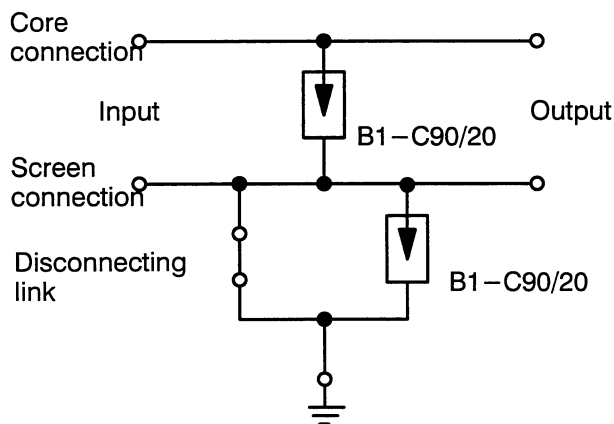 Core
connection
Input
Output
B1−C90/20
Screen
connection
Disconnecting
link
B1−C90/20